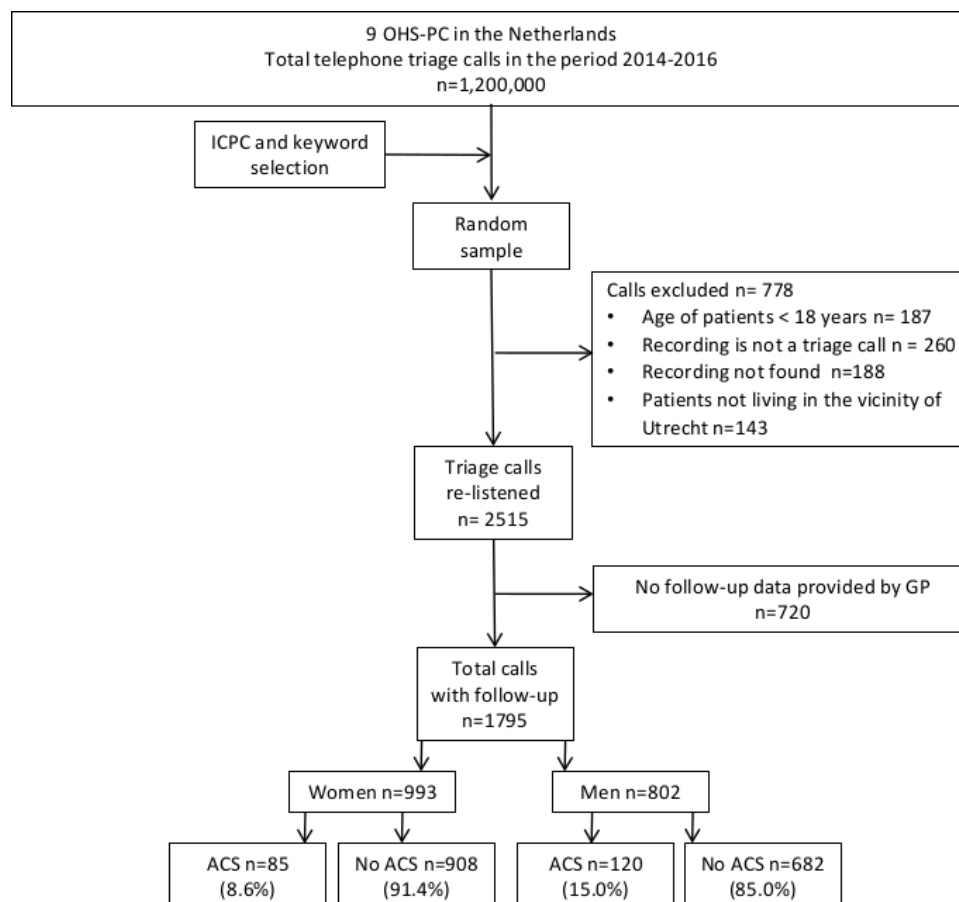 9 OHS-PC in the Netherlands
Total telephone triage calls in the period 2014-2016
n=1,200,000
ICPC and keyword
selection
Random
sample
Calls excluded n= 778
• Age of patients < 18 years n= 187
• Recording is not a triage call n = 260
• Recording not found n=188
• Patients not living in the vicinity of
Utrecht n=143
Triage calls
re-listened
n= 2515
No follow-up data provided by GP
n=720
Total calls
with follow-up
n=1795
Women n=993
Men n=802
ACS n=85
(8.6%)
No ACS n=908
(91.4%)
ACS n=120
(15.0%)
No ACS n=682
(85.0%)